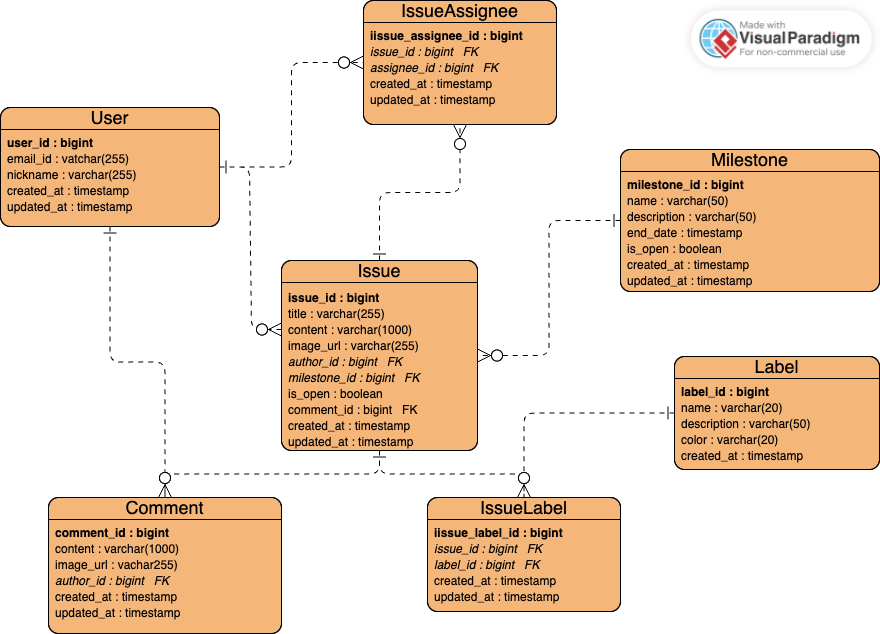 IssueAssignee
iissue_assignee_id : bigint
issue_id : bigint FK
assignee_id : bigint FK
created_at : timestamp
updated_at : timestamp
Made with
Visual Paradigm
For non-commercial use
User
user_id : bigint
email_id : vatchar(255)
nickname : varchar(255)
created_at : timestamp
updated_at : timestamp
Milestone
milestone_id : bigint
name : varchar(50)
description : varchar(50)
end_date : timestamp
is_open : boolean
created_at : timestamp
updated_at : timestamp
Issue
issue_id : bigint
title : varchar(255)
content : varchar(1000)
image_url : varchar(255)
author_id : bigint FK
milestone_id : bigint FK
is_open : boolean
comment_id : bigint FK
created_at : timestamp
updated_at : timestamp
Label
label_id : bigint
name : varchar(20)
description : varchar(50)
color : varchar(20)
created_at : timestamp
Comment
comment_id : bigint
content : varchar(1000)
image_url : vachar255)
author_id : bigint FK
created_at : timestamp
updated_at : timestamp
IssueLabel
iissue_label_id : bigint
issue_id : bigint FK
label_id : bigint FK
created_at : timestamp
updated_at : timestamp